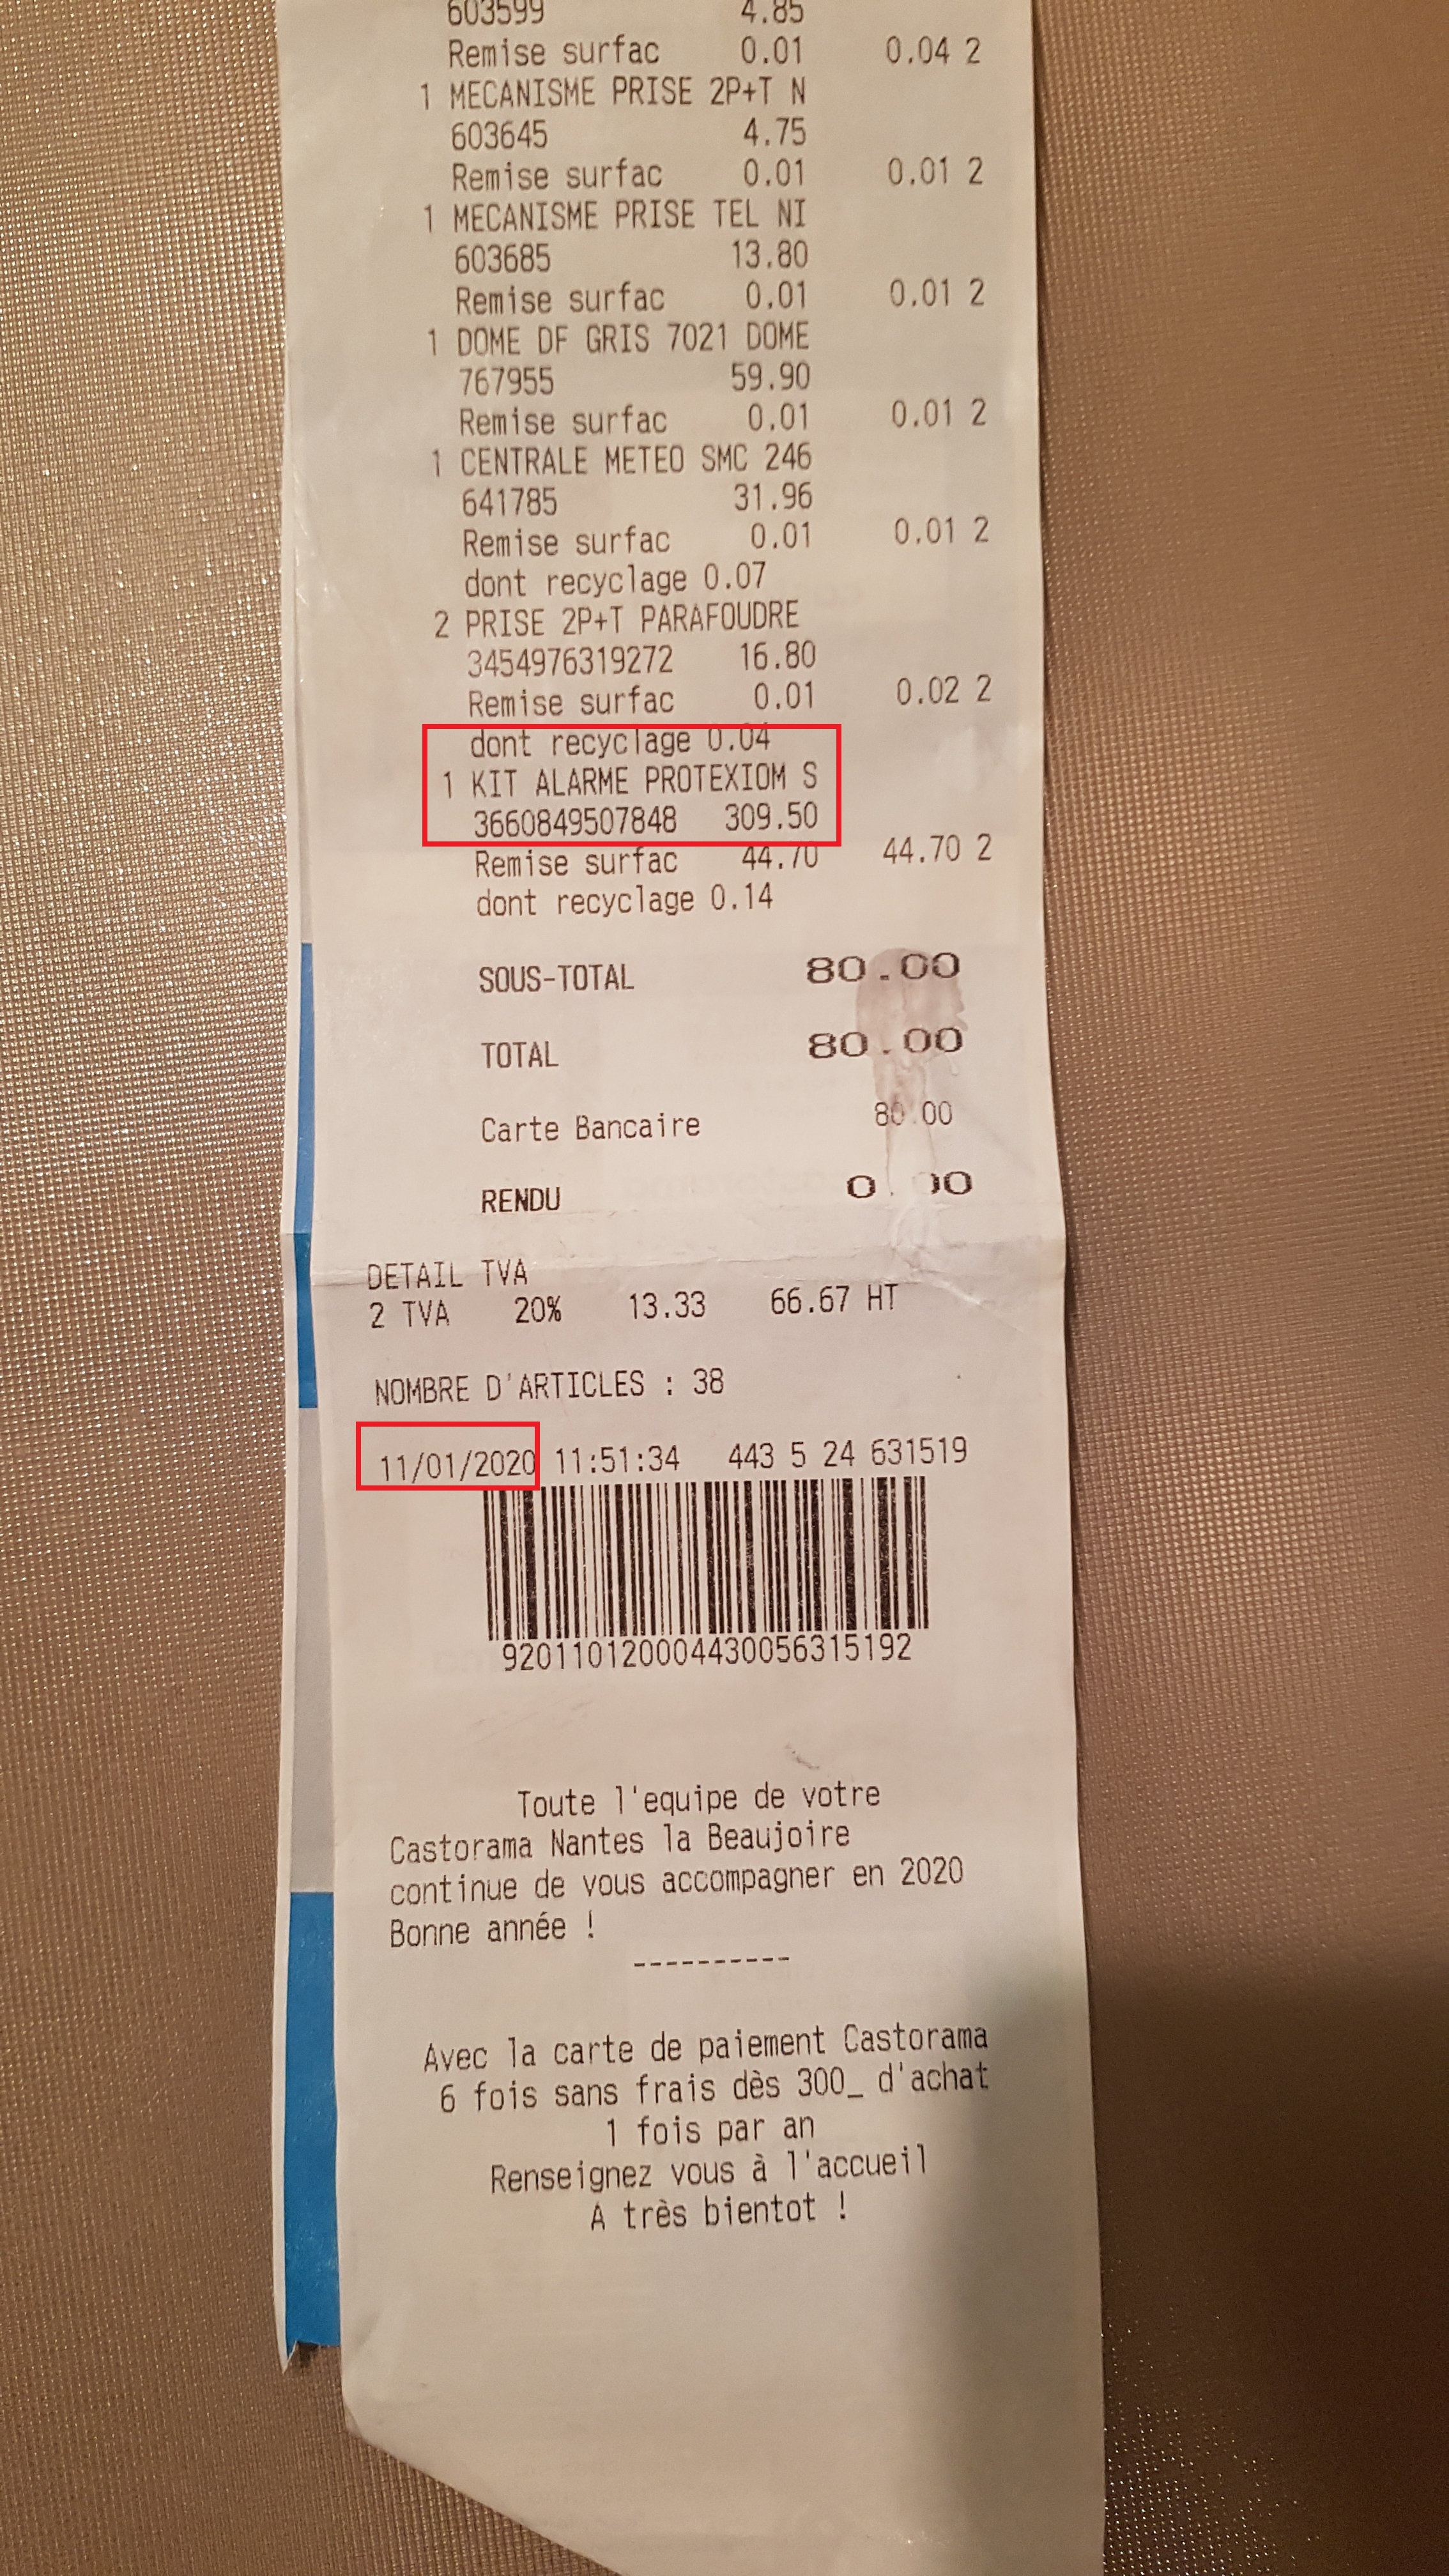 603599 4.85
Remise surfac 0.01 0.04 2
1 MECANISME PRISE 2P+T N
603645 4.75
Remise surfac 0.01 0.01 2
1 MECANISME PRISE TEL NI
603685 13.80
Remise surfac 0.01 0.01 2
1 DOME DF GRIS 7021 DOME
767955 59.90
Remise surfac 0.01 0.01 2
1 CENTRALE METEO SMC 246
641785 31.96
Remise surfac 0.01 0.01 2
dont recyclage 0.07
2 PRISE 2P+T PARAFOUDRE
3454976319272 16.80
Remise surfac 0.01 0.02 2
dont recyclage 0.04
1 KIT ALARME PROTEXIOM S
3660849507848 309.50
Remise surfac 44.70 44.70 2
dont recyclage 0.14
SOUS-TOTAL 80.00
TOTAL 80.00
Carte Bancaire 80.00
RENDU 0.00
DETAIL TVA
2 TVA 20% 13.33 66.67 HT
NOMBRE D'ARTICLES : 38
11/01/2020 11:51:34 443 5 24 631519
9201101200044300563151​92
Toute l'equipe de votre
Castorama Nantes la Beaujoire
continue de vous accompagner en 2020
Bonne année !
----------
Avec la carte de paiement Castorama
6 fois sans frais dès 300_ d'achat
1 fois par an
Renseignez vous à l'accueil
A très bientot !